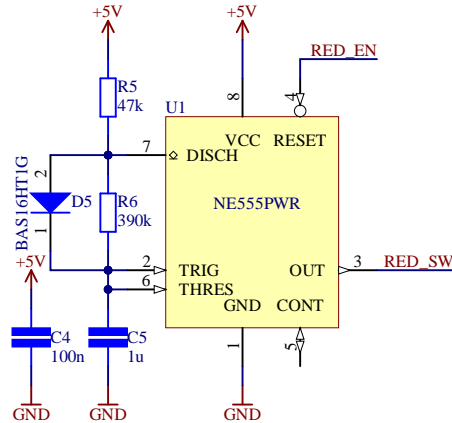 +5V
+5V
RED_EN
R5
47k
U1
8
4
VCC
RESET
7
DISCH
2
BAS16HT1G
D5
1
R6
390k
NE555PWR
+5V
2
TRIG
OUT
3
RED_SW
6
THRES
GND
CONT
C4
100n
C5
1u
1
5
GND
GND
GND